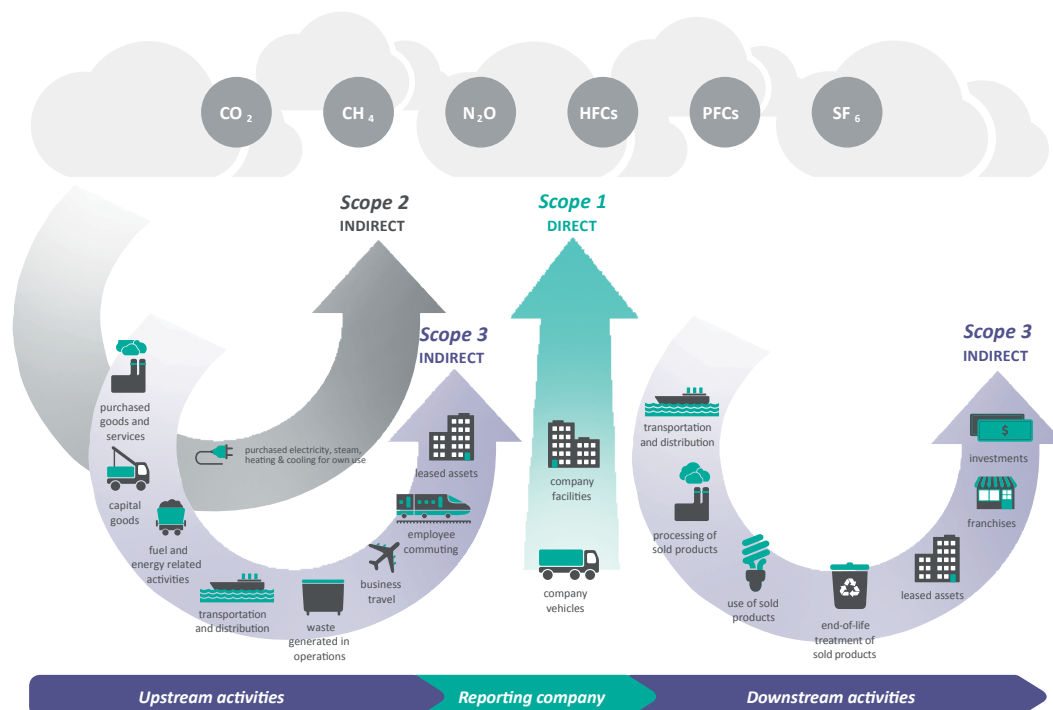 CO 2
CH 4
N2O
HFCs
PFCs
SF 6
Scope 2
INDIRECT
Scope 1
DIRECT
Scope 3
INDIRECT
Scope 3
INDIRECT
purchased
goods and
services
capital
goods
fuel and
energy related
activities
transportation
and distribution
waste
generated in
operations
business
travel
employee
commuting
leased assets
purchased electricity, steam,
heating & cooling for own use
company
facilities
company
vehicles
transportation
and distribution
processing of
sold products
use of sold
products
end-of-life
treatment of
sold products
leased assets
franchises
investments
$
Upstream activities
Reporting company
Downstream activities